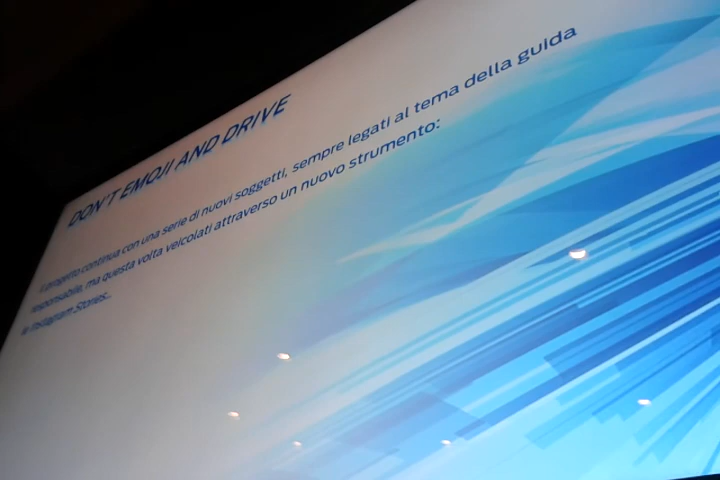 DON'T EMOJI AND DRIVE
Il progetto continua con una serie di nuovi soggetti, sempre legati al tema della guida
responsabile, ma questa volta veicolati attraverso un nuovo strumento:
le Instagram Stories...